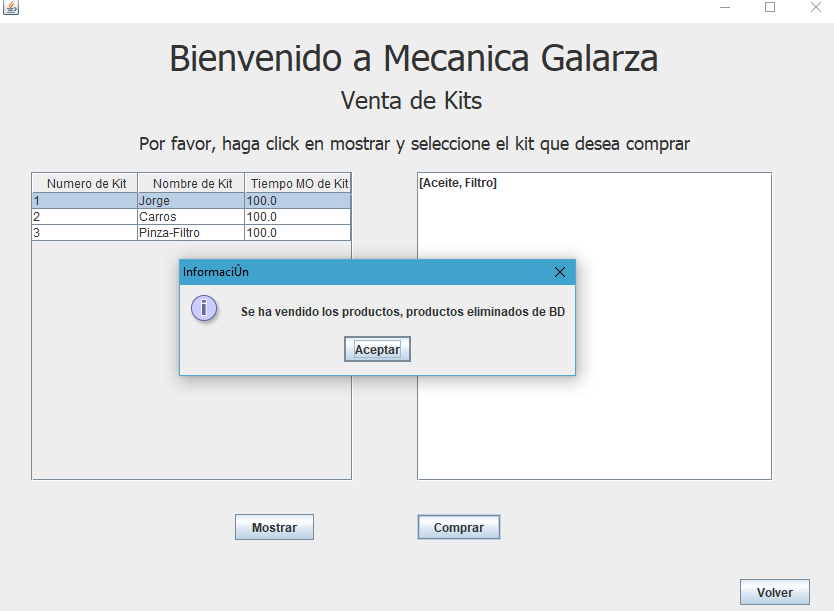 Bienvenido a Mecanica Galarza
Venta de Kits
Por favor, haga click en mostrar y seleccione el kit que desea comprar
Numero de Kit Nombre de Kit Tiempo MO de Kit
1 Jorge 100.0
2 Carros 100.0
3 Pinza-Filtro 100.0
[Aceite, Filtro]
InformaciÛn
i
Se ha vendido los productos, productos eliminados de BD
Aceptar
Mostrar
Comprar
Volver